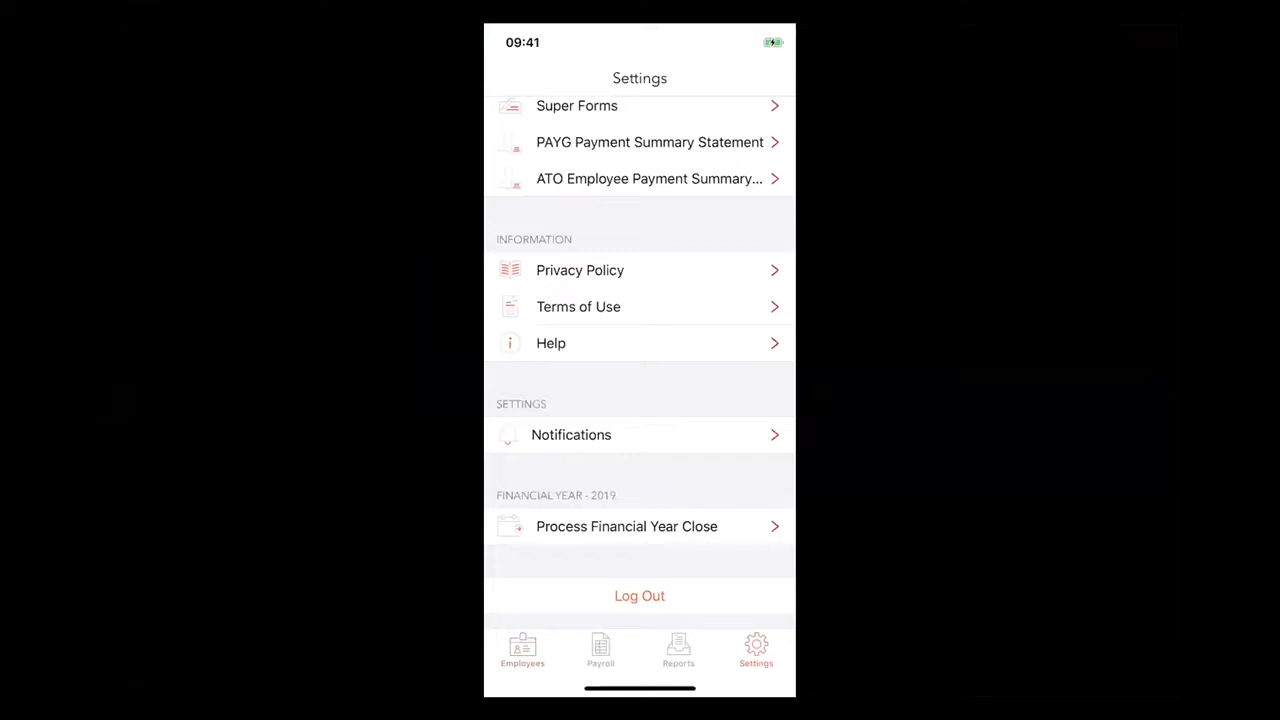 09:41
Settings
Super Forms
PAYG Payment Summary Statement
ATO Employee Payment Summary...
INFORMATION
Privacy Policy
Terms of Use
Help
SETTINGS
Notifications
FINANCIAL YEAR - 2019
Process Financial Year Close
Log Out
Employees Payroll Reports Settings